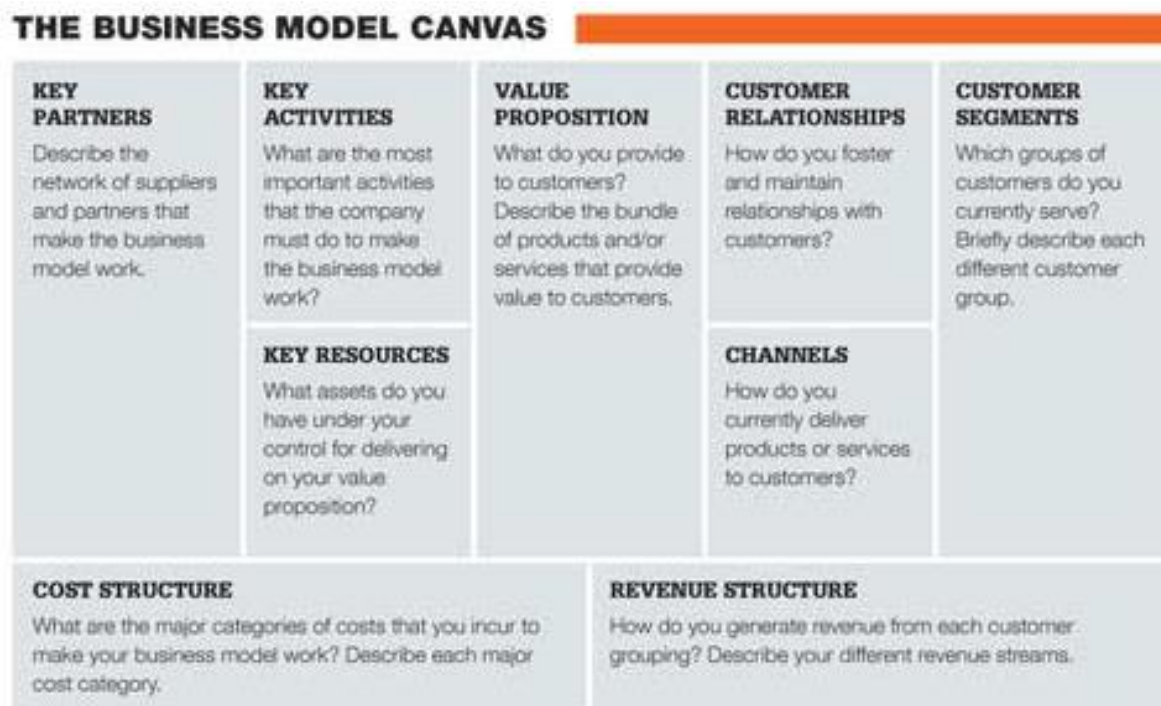 THE BUSINESS MODEL CANVAS
KEY
PARTNERS
Describe the
network of suppliers
and partners that
make the business
model work.
KEY
ACTIVITIES
What are the most
important activities
that the company
must do to make
the business model
work?
KEY RESOURCES
What assets do you
have under your
control for delivering
on your value
proposition?
VALUE
PROPOSITION
What do you provide
to customers?
Describe the bundle
of products and/or
services that provide
value to customers.
CUSTOMER
RELATIONSHIPS
How do you foster
and maintain
relationships with
customers?
CHANNELS
How do you
currently deliver
products or services
to customers?
CUSTOMER
SEGMENTS
Which groups of
customers do you
currently serve?
Briefly describe each
different customer
group.
COST STRUCTURE
What are the major categories of costs that you incur to
make your business model work? Describe each major
cost category.
REVENUE STRUCTURE
How do you generate revenue from each customer
grouping? Describe your different revenue streams.